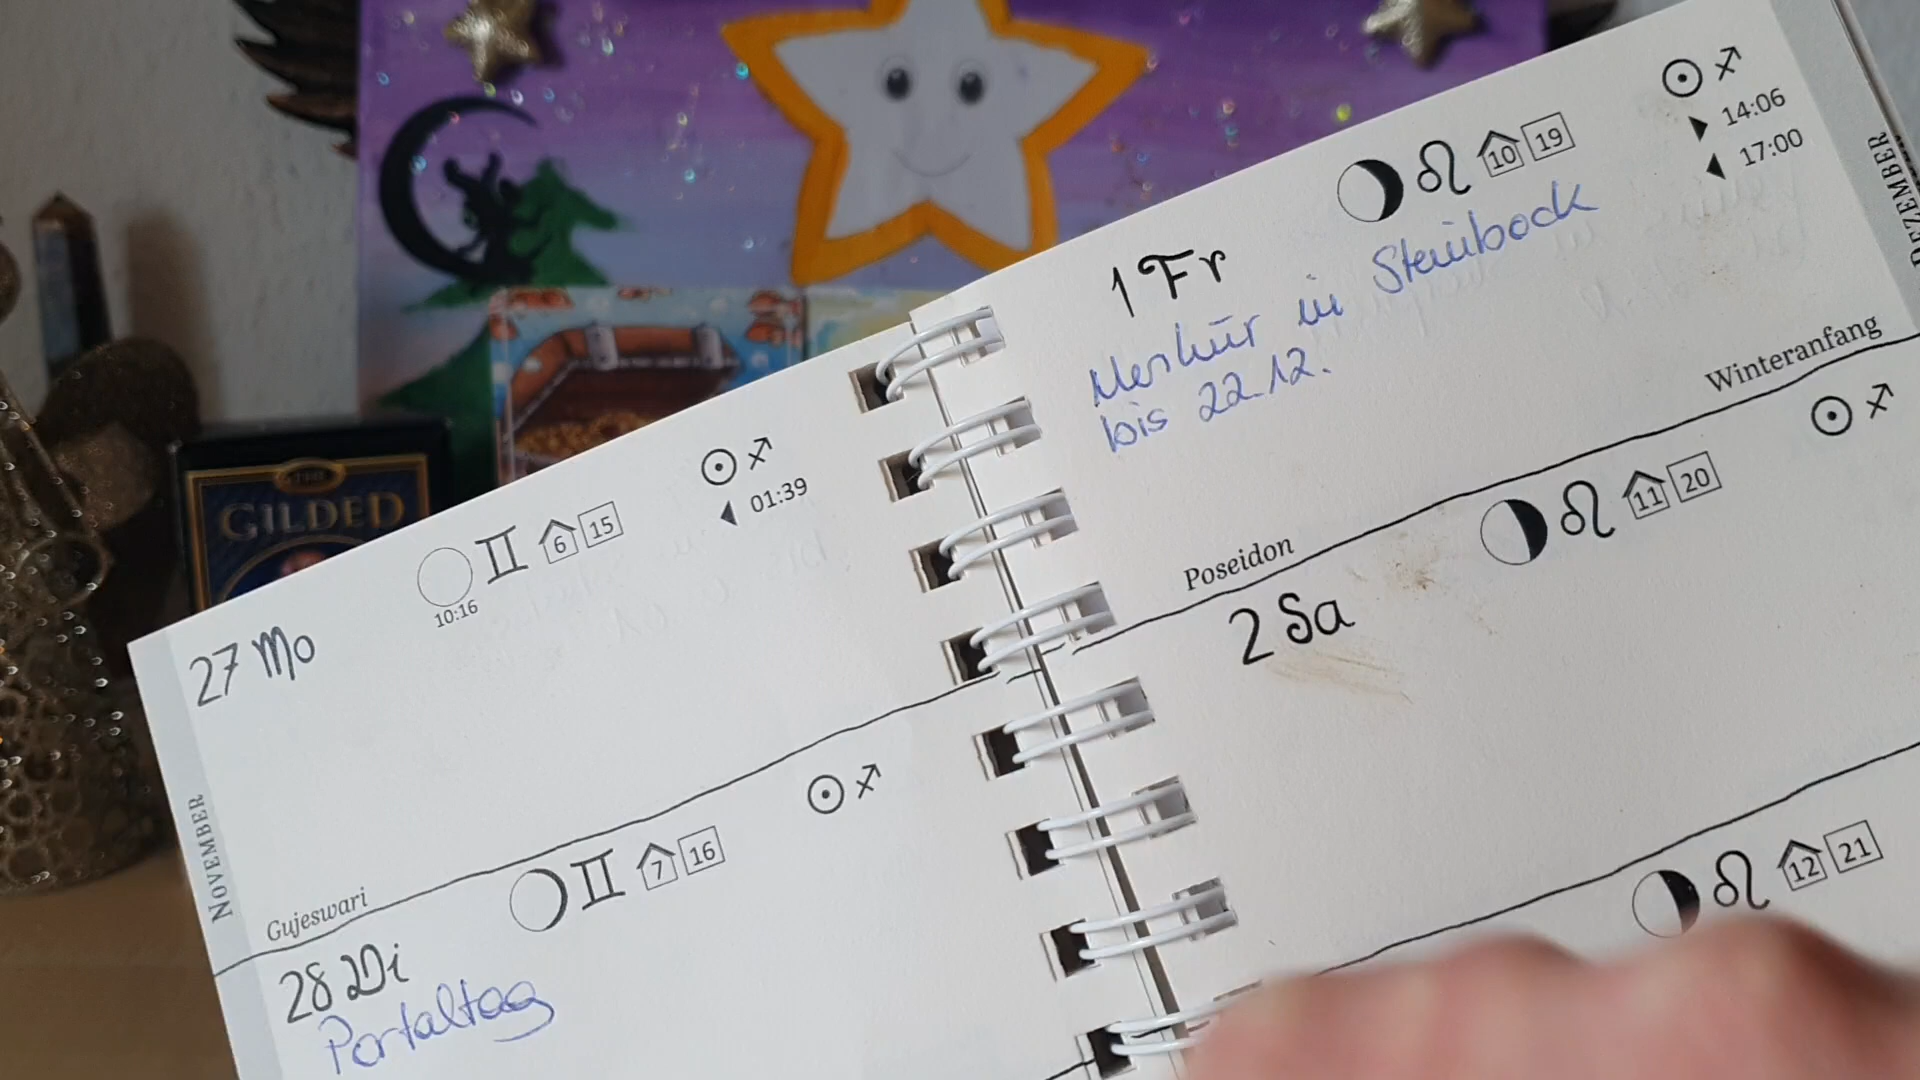 THE
GILDED
NOVEMBER
27 Mo
10:16
6 15
01:39
Gujeswari
28 Di
7 16
Portaltag
DEZEMBER
1 Fr
10 19
14:06
17:00
Merkur in Steinbock
bis 22.12.
Winteranfang
Poseidon
2 Sa
11 20
12 21